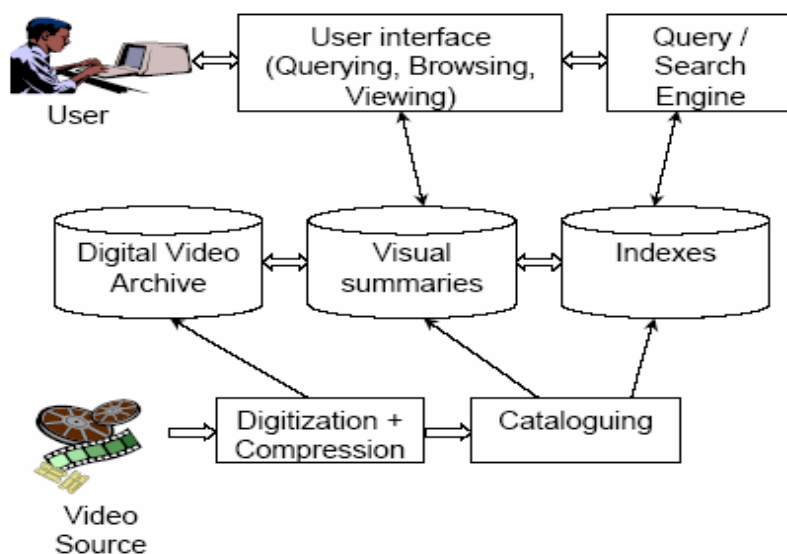 User interface
(Querying, Browsing,
Viewing)
Query /
Search
Engine
User
Digital Video
Archive
Visual
summaries
Indexes
Digitization +
Compression
Cataloguing
Video
Source